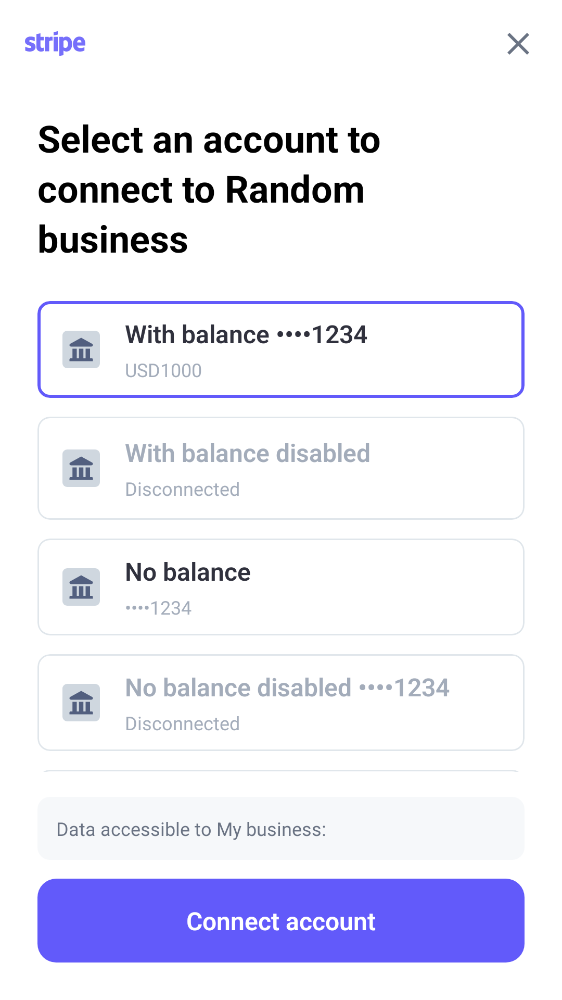 stripe
Select an account to
connect to Random
business
With balance ••••1234
USD1000
With balance disabled
Disconnected
No balance
••••1234
No balance disabled ••••1234
Disconnected
Data accessible to My business:
Connect account